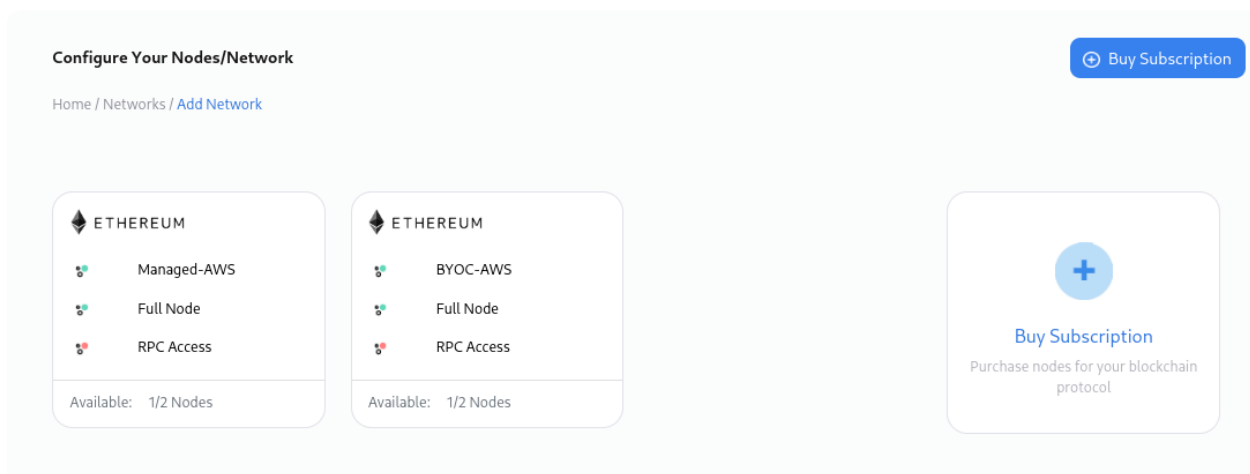 Configure Your Nodes/Network
Buy Subscription
Home / Networks / Add Network
ETHEREUM
Managed-AWS
Full Node
RPC Access
Available: 1/2 Nodes
ETHEREUM
BYOC-AWS
Full Node
RPC Access
Available: 1/2 Nodes
Buy Subscription
Purchase nodes for your blockchain
protocol